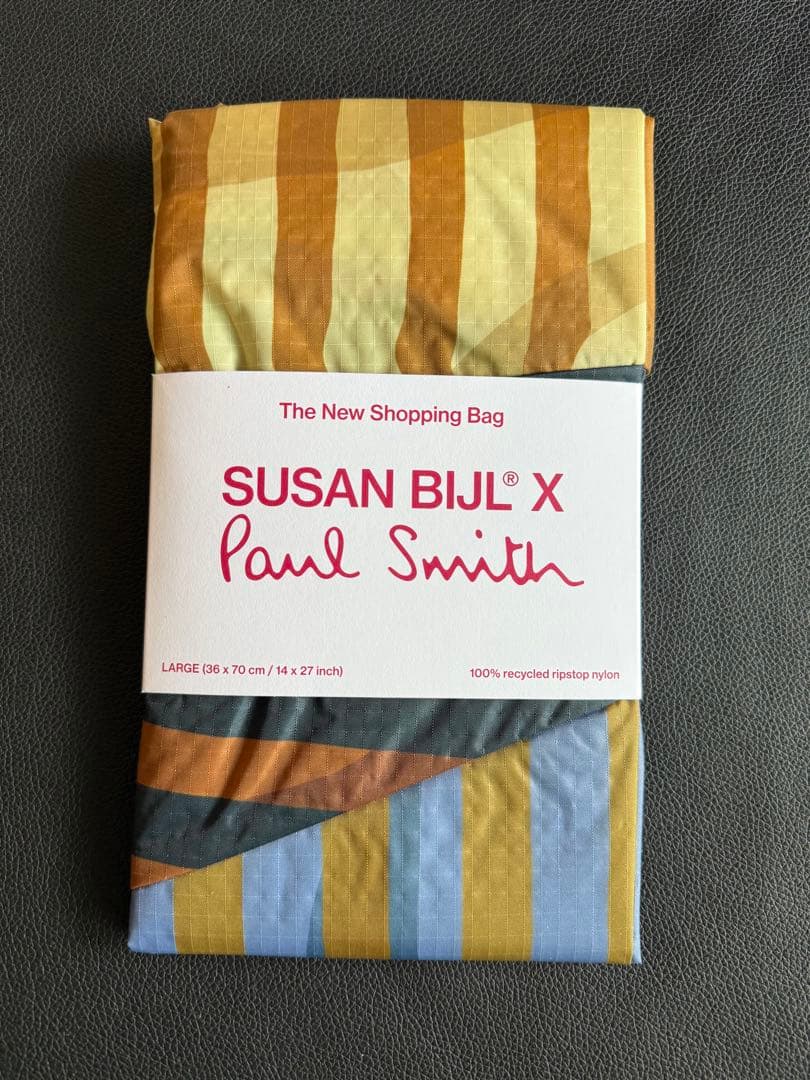 The New Shopping Bag
SUSAN BIJL® X
Paul Smith
LARGE (36 x 70 cm / 14 x 27 inch)
100% recycled ripstop nylon